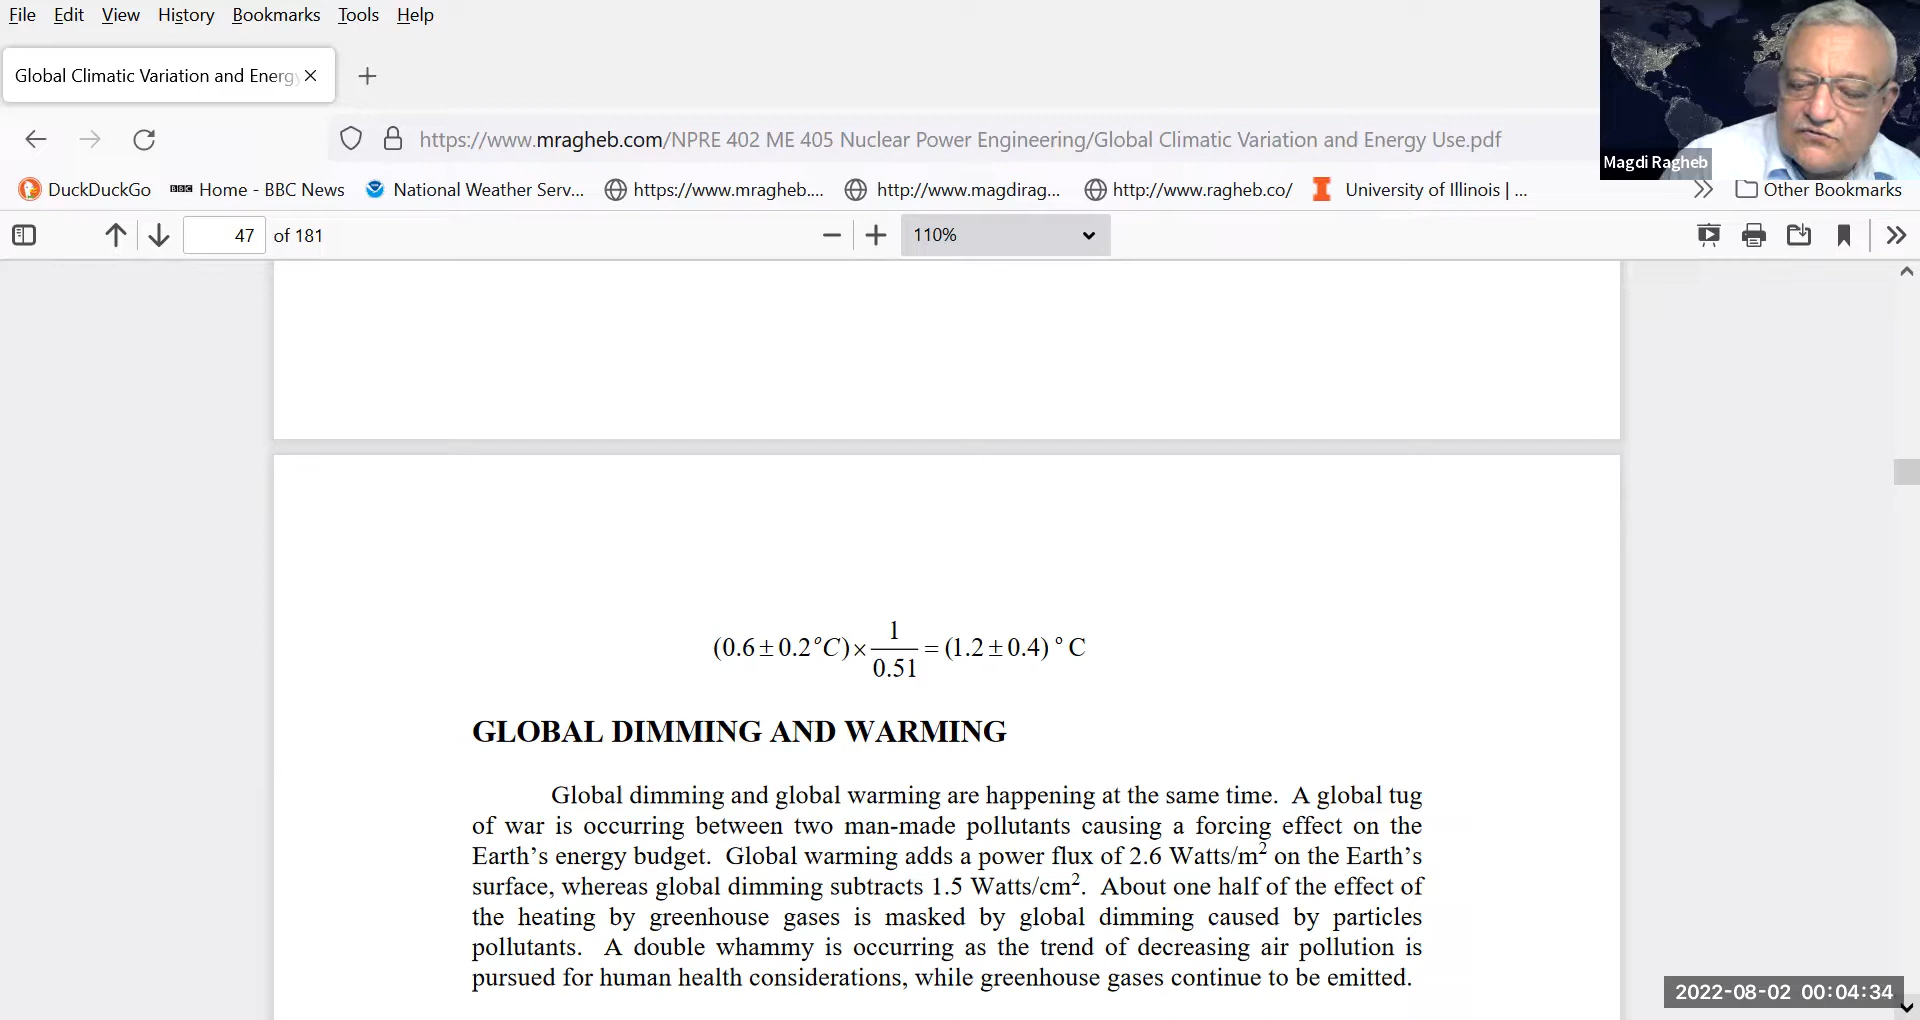 File Edit View History Bookmarks Tools Help
Global Climatic Variation and Energy
https://www.mragheb.com/NPRE 402 ME 405 Nuclear Power Engineering/Global Climatic Variation and Energy Use.pdf
Magdi Ragheb
DuckDuckGo BBC Home - BBC News National Weather Serv... https://www.mragheb.... http://www.magdirag... http://www.ragheb.co/ University of Illinois | ... Other Bookmarks
47 of 181 110%
(0.6±0.2°C)×1/0.51=(1.2±0.4)°C
GLOBAL DIMMING AND WARMING
Global dimming and global warming are happening at the same time. A global tug
of war is occurring between two man-made pollutants causing a forcing effect on the
Earth’s energy budget. Global warming adds a power flux of 2.6 Watts/m² on the Earth’s
surface, whereas global dimming subtracts 1.5 Watts/cm². About one half of the effect of
the heating by greenhouse gases is masked by global dimming caused by particles
pollutants. A double whammy is occurring as the trend of decreasing air pollution is
pursued for human health considerations, while greenhouse gases continue to be emitted.
2022-08-02 00:04:34